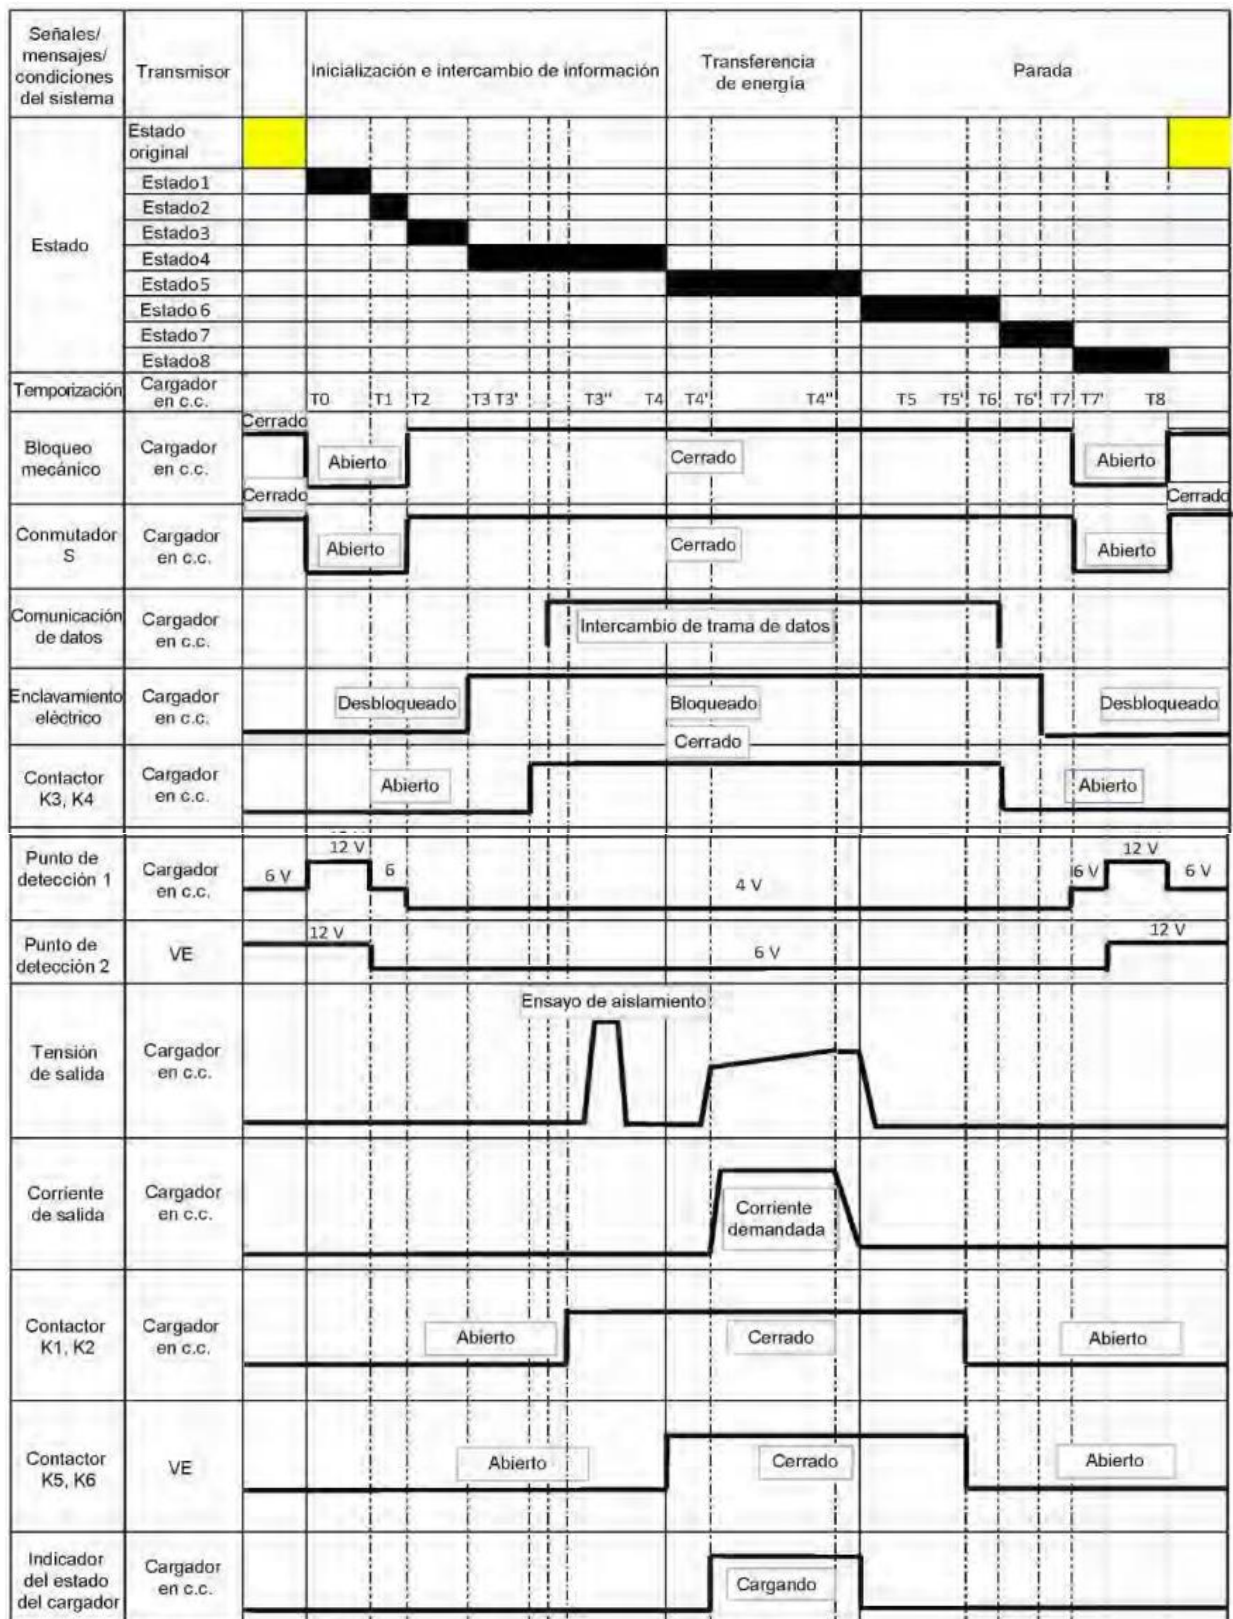 Señales/
mensajes/
condiciones
del sistema
Transmisor
Inicialización e intercambio de información
Transferencia
de energía
Parada
Estado
Estado
original
Estado1
Estado2
Estado3
Estado4
Estado5
Estado6
Estado7
Estado8
Temporización
Cargador
en c.c.
T0 T1 T2 T3 T3' T3'' T4 T4' T4'' T5 T5' T6 T6' T7 T7' T8
Bloqueo
mecánico
Cargador
en c.c.
Cerrado
Abierto
Cerrado
Abierto
Conmutador
S
Cargador
en c.c.
Cerrado
Abierto
Cerrado
Abierto
Cerrado
Comunicación
de datos
Cargador
en c.c.
Intercambio de trama de datos
Enclavamiento
eléctrico
Cargador
en c.c.
Desbloqueado
Bloqueado
Desbloqueado
Contactor
K3, K4
Cargador
en c.c.
Abierto
Cerrado
Abierto
Punto de
detección 1
Cargador
en c.c.
6 V
12 V
6
4 V
6 V
12 V
6 V
Punto de
detección 2
VE
12 V
6 V
12 V
Tensión
de salida
Cargador
en c.c.
Ensayo de aislamiento
Corriente
de salida
Cargador
en c.c.
Corriente
demandada
Contactor
K1, K2
Cargador
en c.c.
Abierto
Cerrado
Abierto
Contactor
K5, K6
VE
Abierto
Cerrado
Abierto
Indicador
del estado
del cargador
Cargador
en c.c.
Cargando